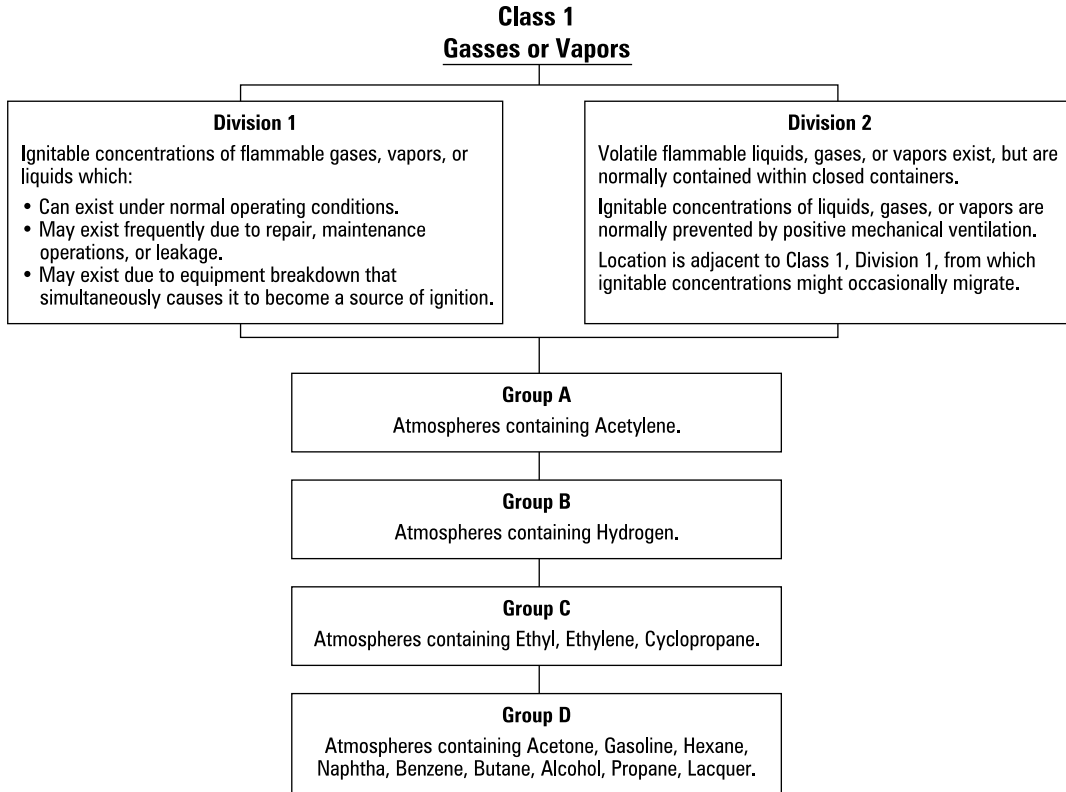 Class 1
Gasses or Vapors
Division 1
Ignitable concentrations of flammable gases, vapors, or
liquids which:
• Can exist under normal operating conditions.
• May exist frequently due to repair, maintenance
operations, or leakage.
• May exist due to equipment breakdown that
simultaneously causes it to become a source of ignition.
Division 2
Volatile flammable liquids, gases, or vapors exist, but are
normally contained within closed containers.
Ignitable concentrations of liquids, gases, or vapors are
normally prevented by positive mechanical ventilation.
Location is adjacent to Class 1, Division 1, from which
ignitable concentrations might occasionally migrate.
Group A
Atmospheres containing Acetylene.
Group B
Atmospheres containing Hydrogen.
Group C
Atmospheres containing Ethyl, Ethylene, Cyclopropane.
Group D
Atmospheres containing Acetone, Gasoline, Hexane,
Naphtha, Benzene, Butane, Alcohol, Propane, Lacquer.